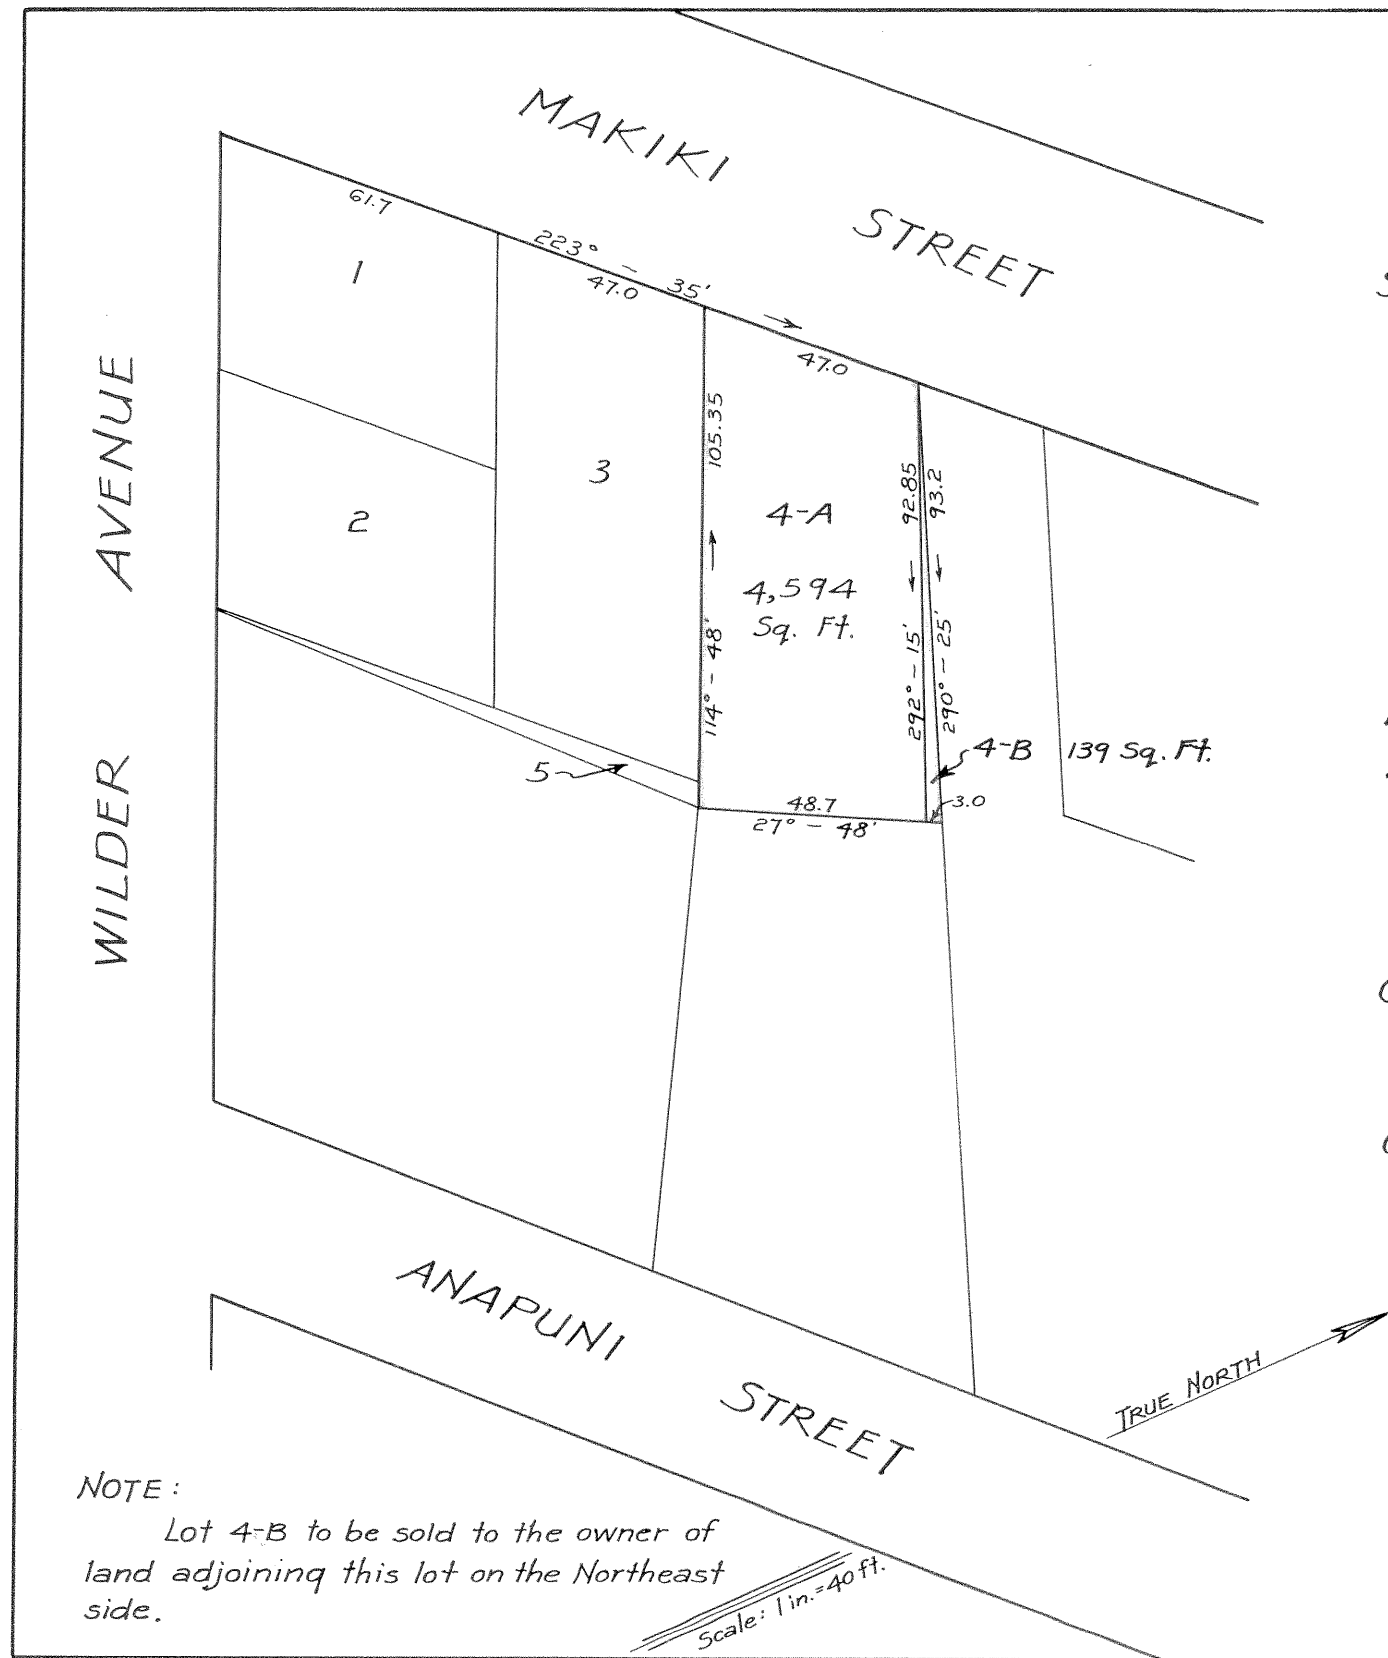 MAKIKI STREET
61.7
223° - 35'
47.0
47.0
1
2
3
105.35
114° - 48'
4-A
4,594
Sq. Ft.
92.85
292° - 15'
93.2
290° - 25'
4-B 139 Sq. Ft.
5
48.7
27° - 48'
3.0
WILDER AVENUE
ANAPUNI STREET
TRUE NORTH
NOTE:
Lot 4-B to be sold to the owner of
land adjoining this lot on the Northeast
side.
Scale: 1 in.=40 ft.